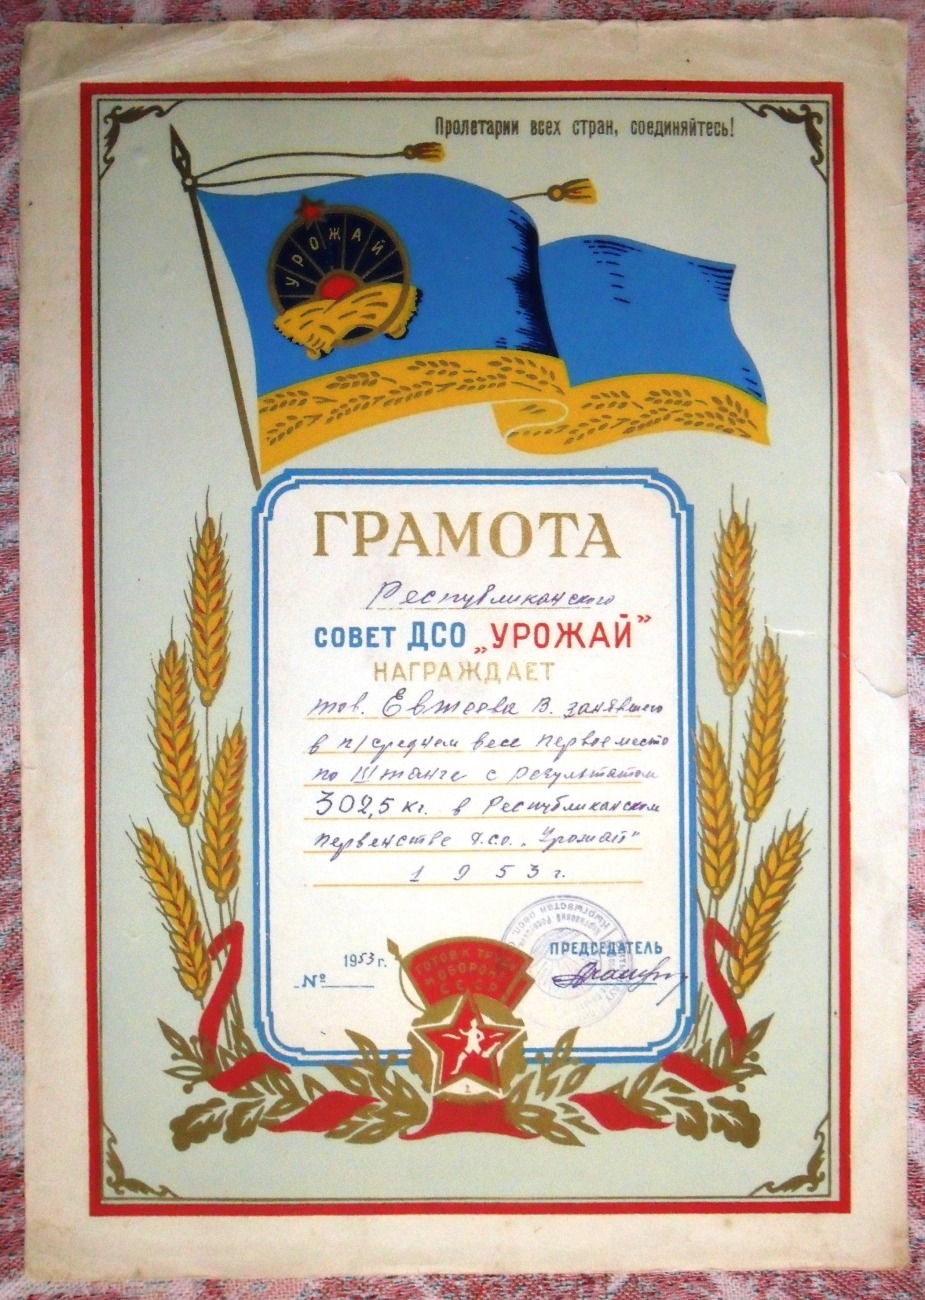 Пролетарии всех стран, соединяйтесь!
УРОЖАЙ
ГРАМОТА
Республиканского
СОВЕТ ДСО „УРОЖАЙ"
НАГРАЖДАЕТ
тов. Евтеева В. занявшего
в п/среднем весе первое место
по Штанге с результатом
302,5 кг. в Республиканском
первенстве д.с.о. „Урожай"
1953 г.
1953 г.
№
ПРЕДСЕДАТЕЛЬ
ГОТОВ К ТРУДУ
И ОБОРОНЕ
СССР
2